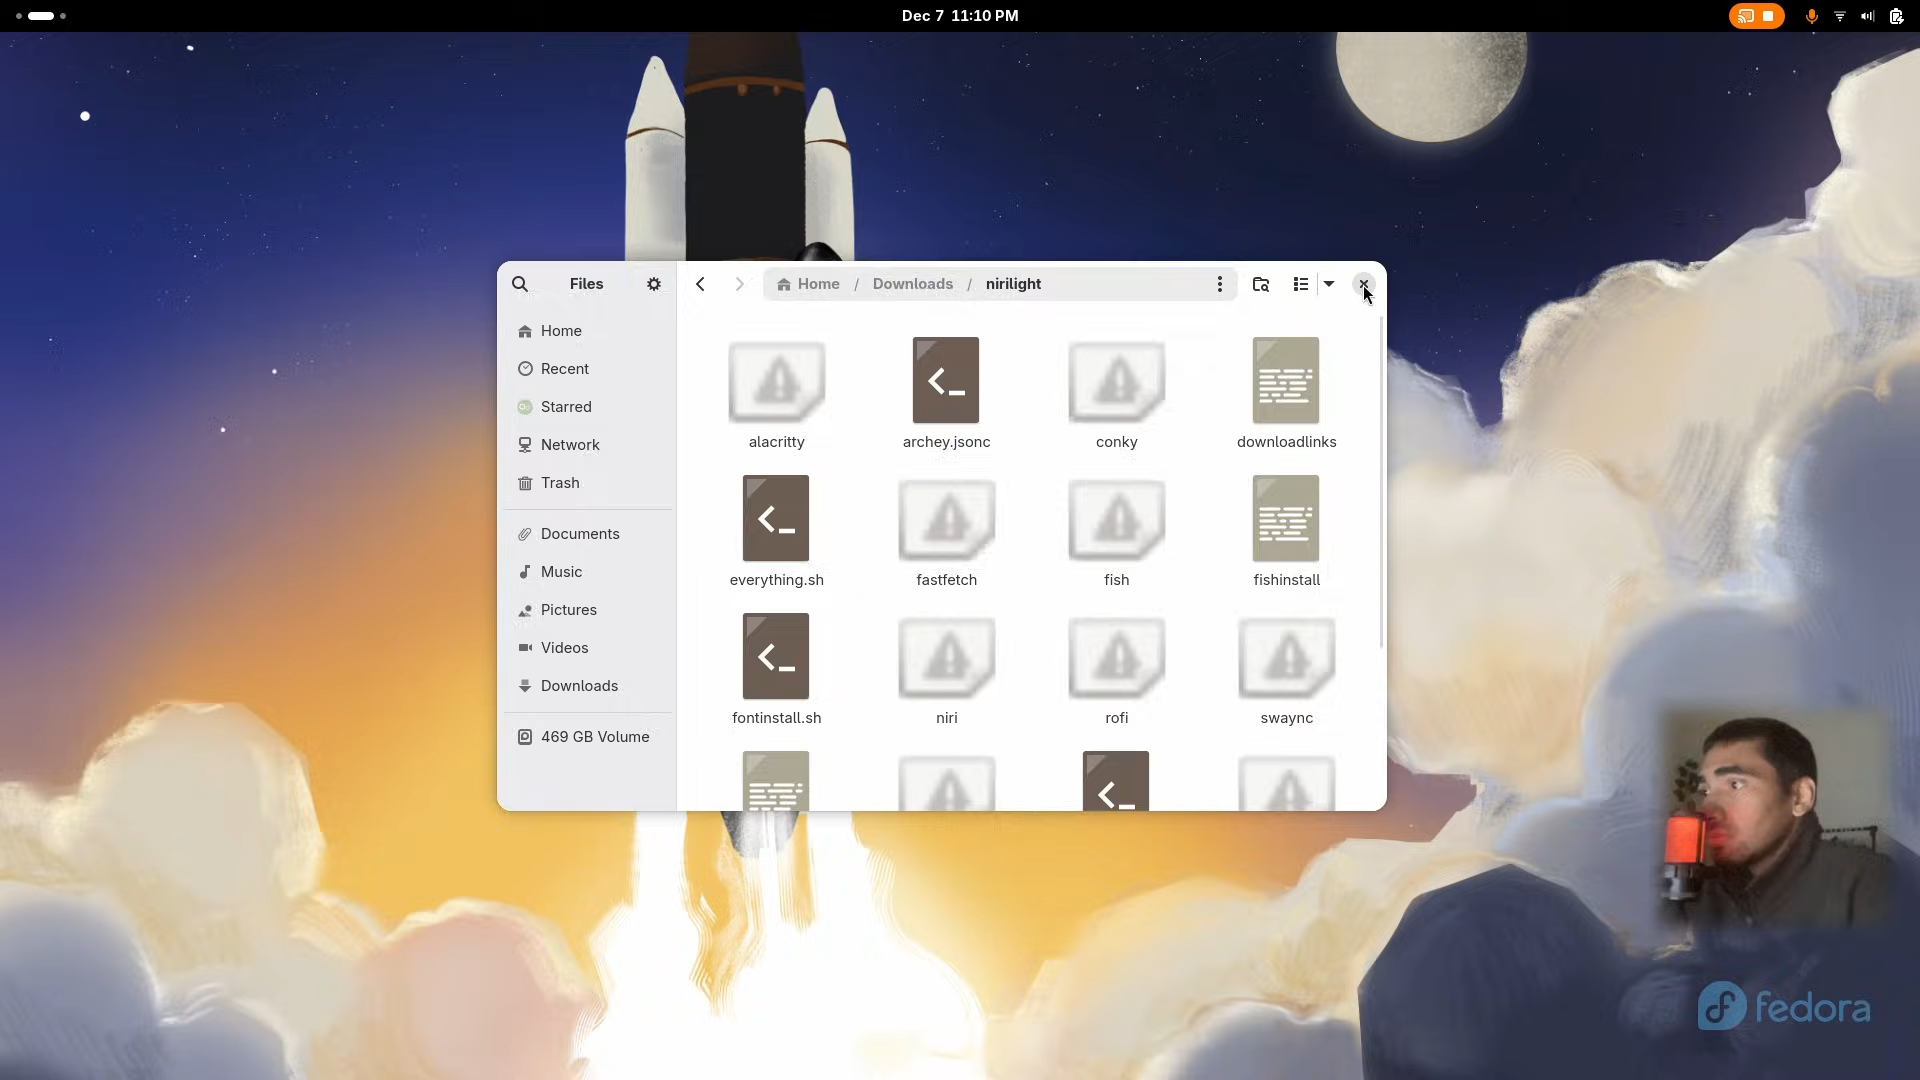 Dec 7 11:10 PM
Files
Home / Downloads / nirilight
Home
Recent
Starred
Network
Trash
Documents
Music
Pictures
Videos
Downloads
469 GB Volume
alacritty
archey.jsonc
conky
downloadlinks
everything.sh
fastfetch
fish
fishinstall
fontinstall.sh
niri
rofi
swaync
fedora